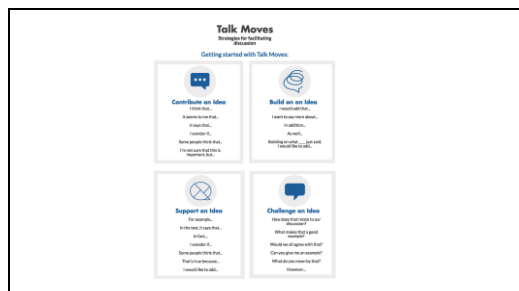 Talk Moves
Strategies for facilitating
discussion
Getting started with Talk Moves:
Contribute an Idea
I think that...
It seems to me that...
It says that...
I wonder if...
Some people think that...
I'm not sure that this is
important, but...
Build on an Idea
I would add that...
I want to say more about...
In addition...
As well...
Building on what ___ just said,
I would like to add...
Support an Idea
For example...
In the text, it says that...
In fact...
I wonder if...
Some people think that...
That is true because...
I would like to add...
Challenge an Idea
How does that relate to our
discussion?
What makes that a good
example?
Would we all agree with that?
Can you give me an example?
What do you mean by that?
However...